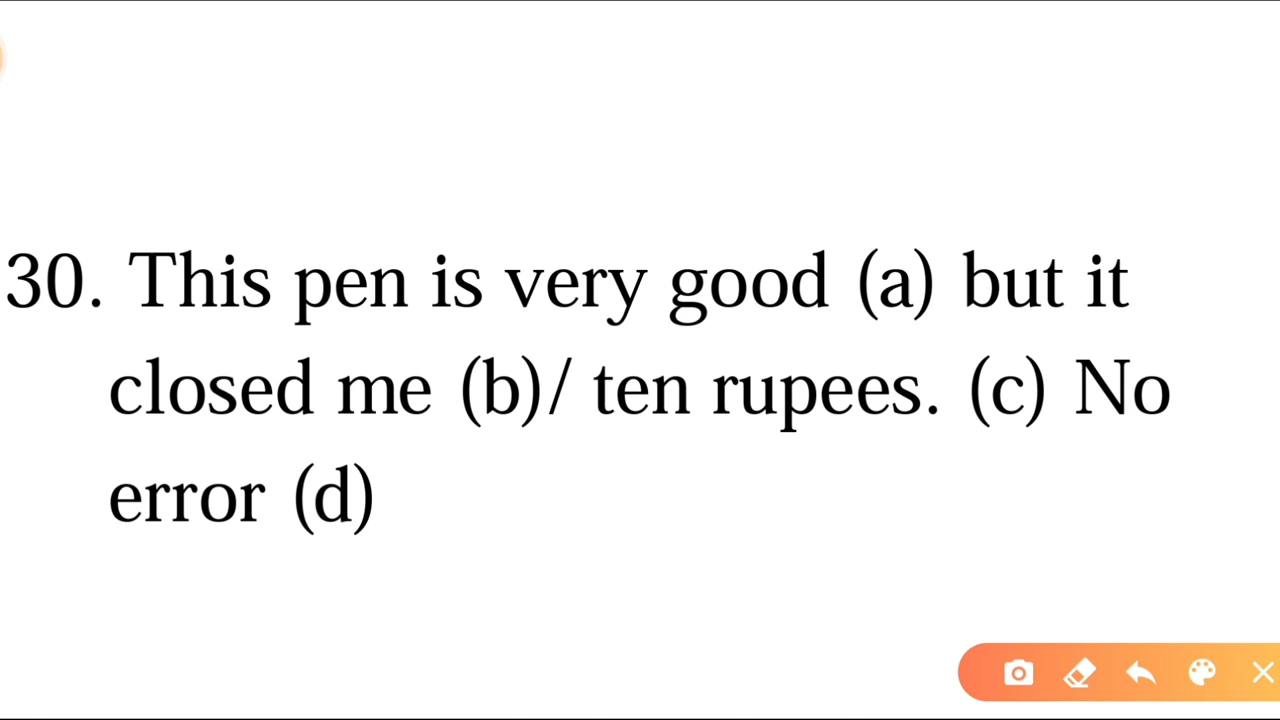 30. This pen is very good (a) but it
closed me (b)/ ten rupees. (c) No
error (d)